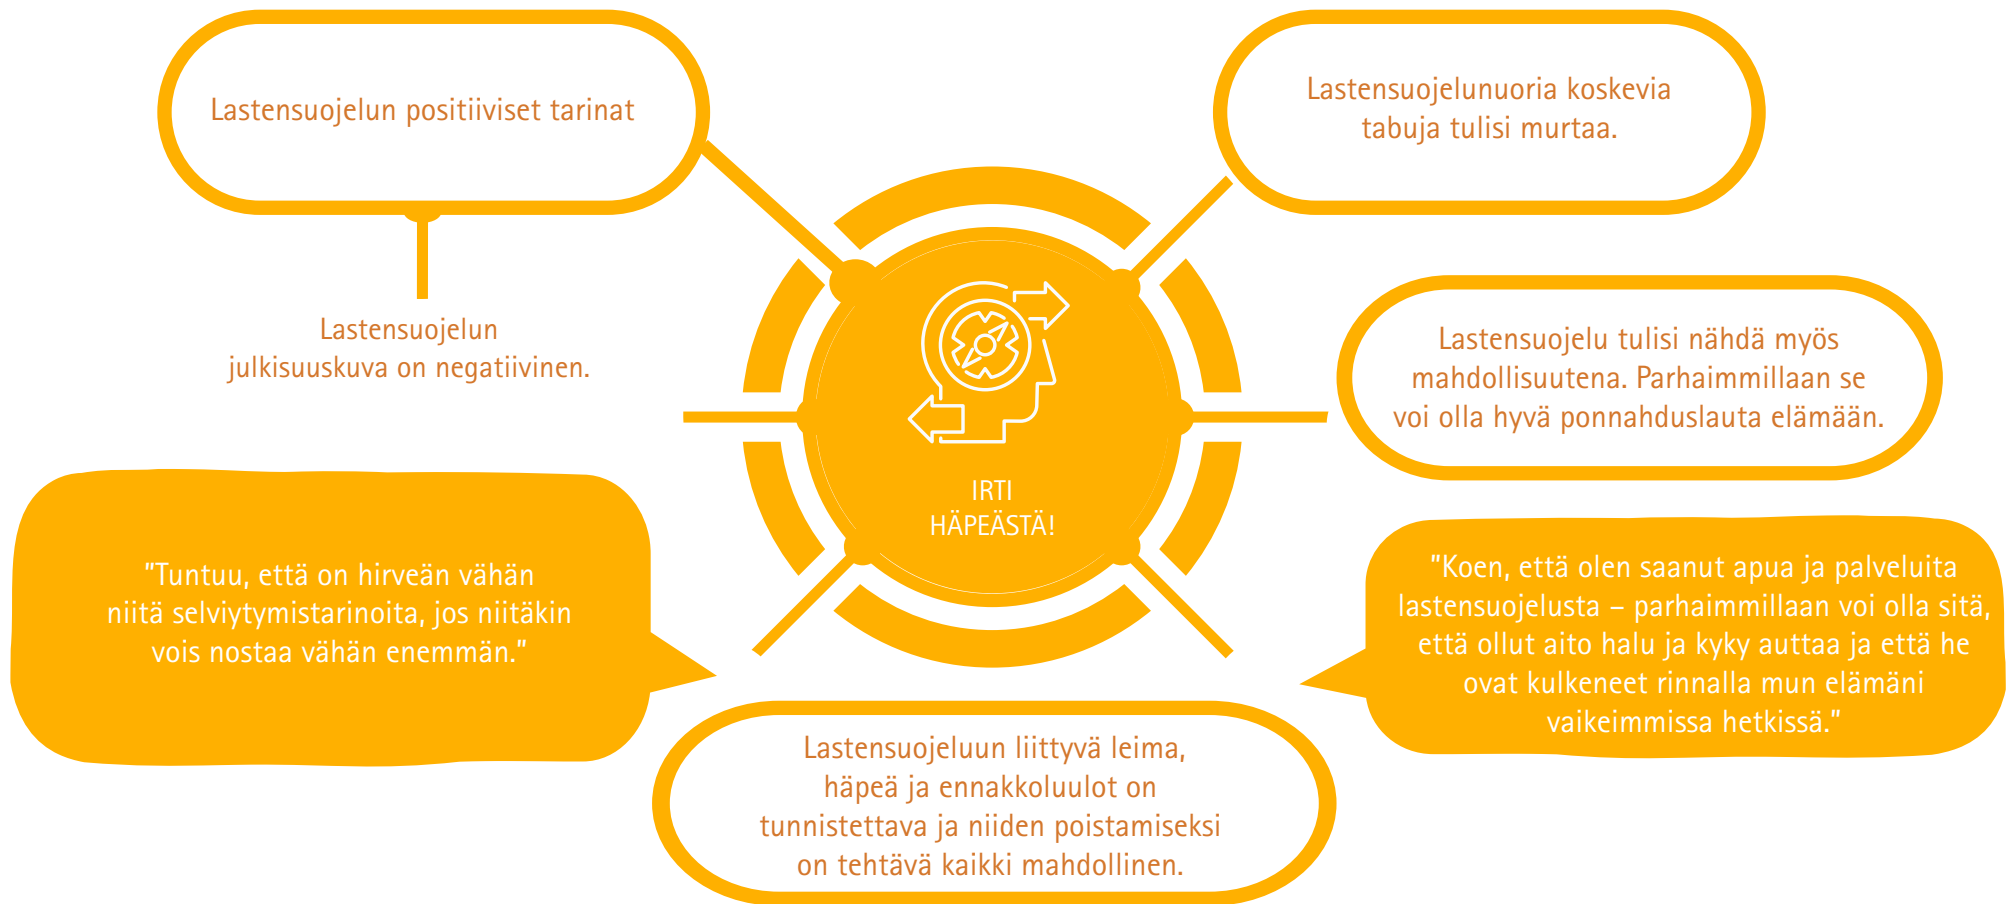 Lastensuojelun positiiviset tarinat
Lastensuojelun
julkisuuskuva on negatiivinen.
Lastensuojelunuoria koskevia
tabuja tulisi murtaa.
Lastensuojelu tulisi nähdä myös
mahdollisuutena. Parhaimmillaan se
voi olla hyvä ponnahduslauta elämään.
IRTI
HÄPEÄSTÄ!
"Tuntuu, että on hirveän vähän
niitä selviytymistarinoita, jos niitäkin
vois nostaa vähän enemmän."
"Koen, että olen saanut apua ja palveluita
lastensuojelusta – parhaimmillaan voi olla sitä,
että ollut aito halu ja kyky auttaa ja että he
ovat kulkeneet rinnalla mun elämäni
vaikeimmissa hetkissä."
Lastensuojeluun liittyvä leima,
häpeä ja ennakkoluulot on
tunnistettava ja niiden poistamiseksi
on tehtävä kaikki mahdollinen.